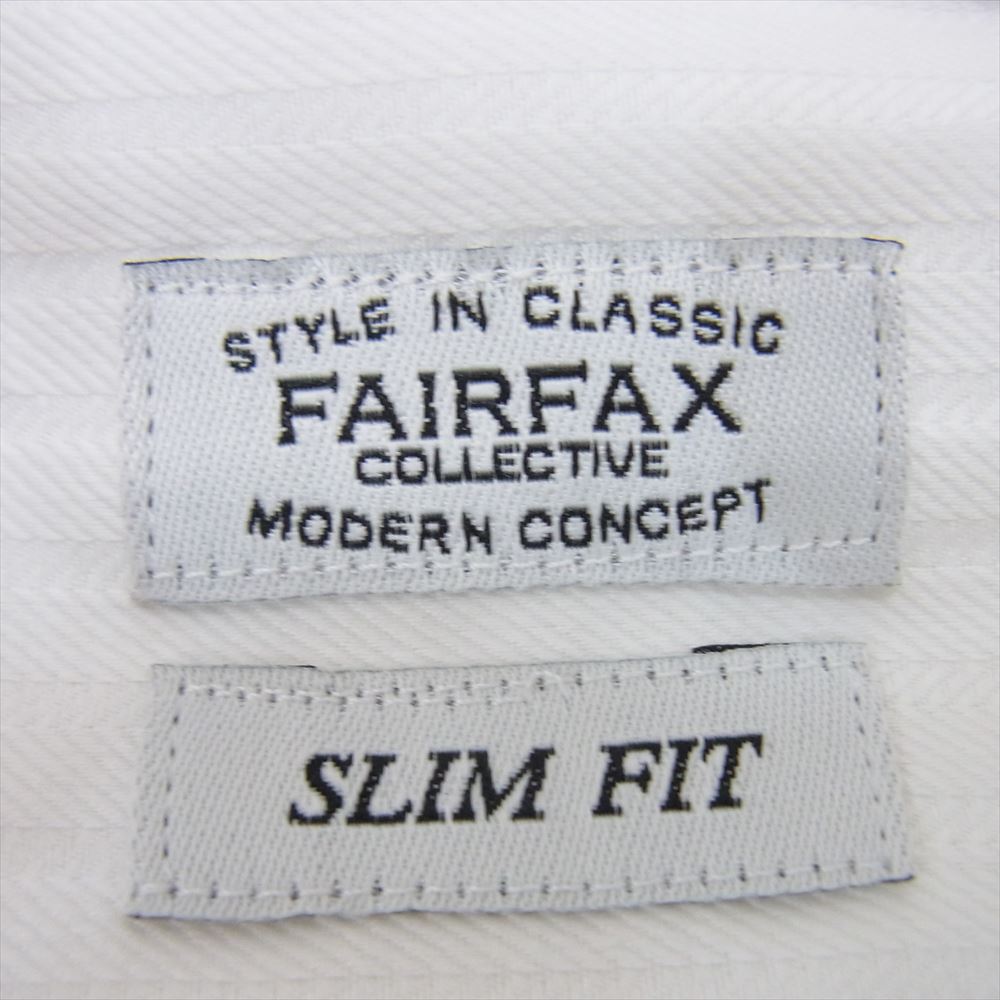 STYLE IN CLASSIC
FAIRFAX
COLLECTIVE
MODERN CONCEPT
SLIM FIT